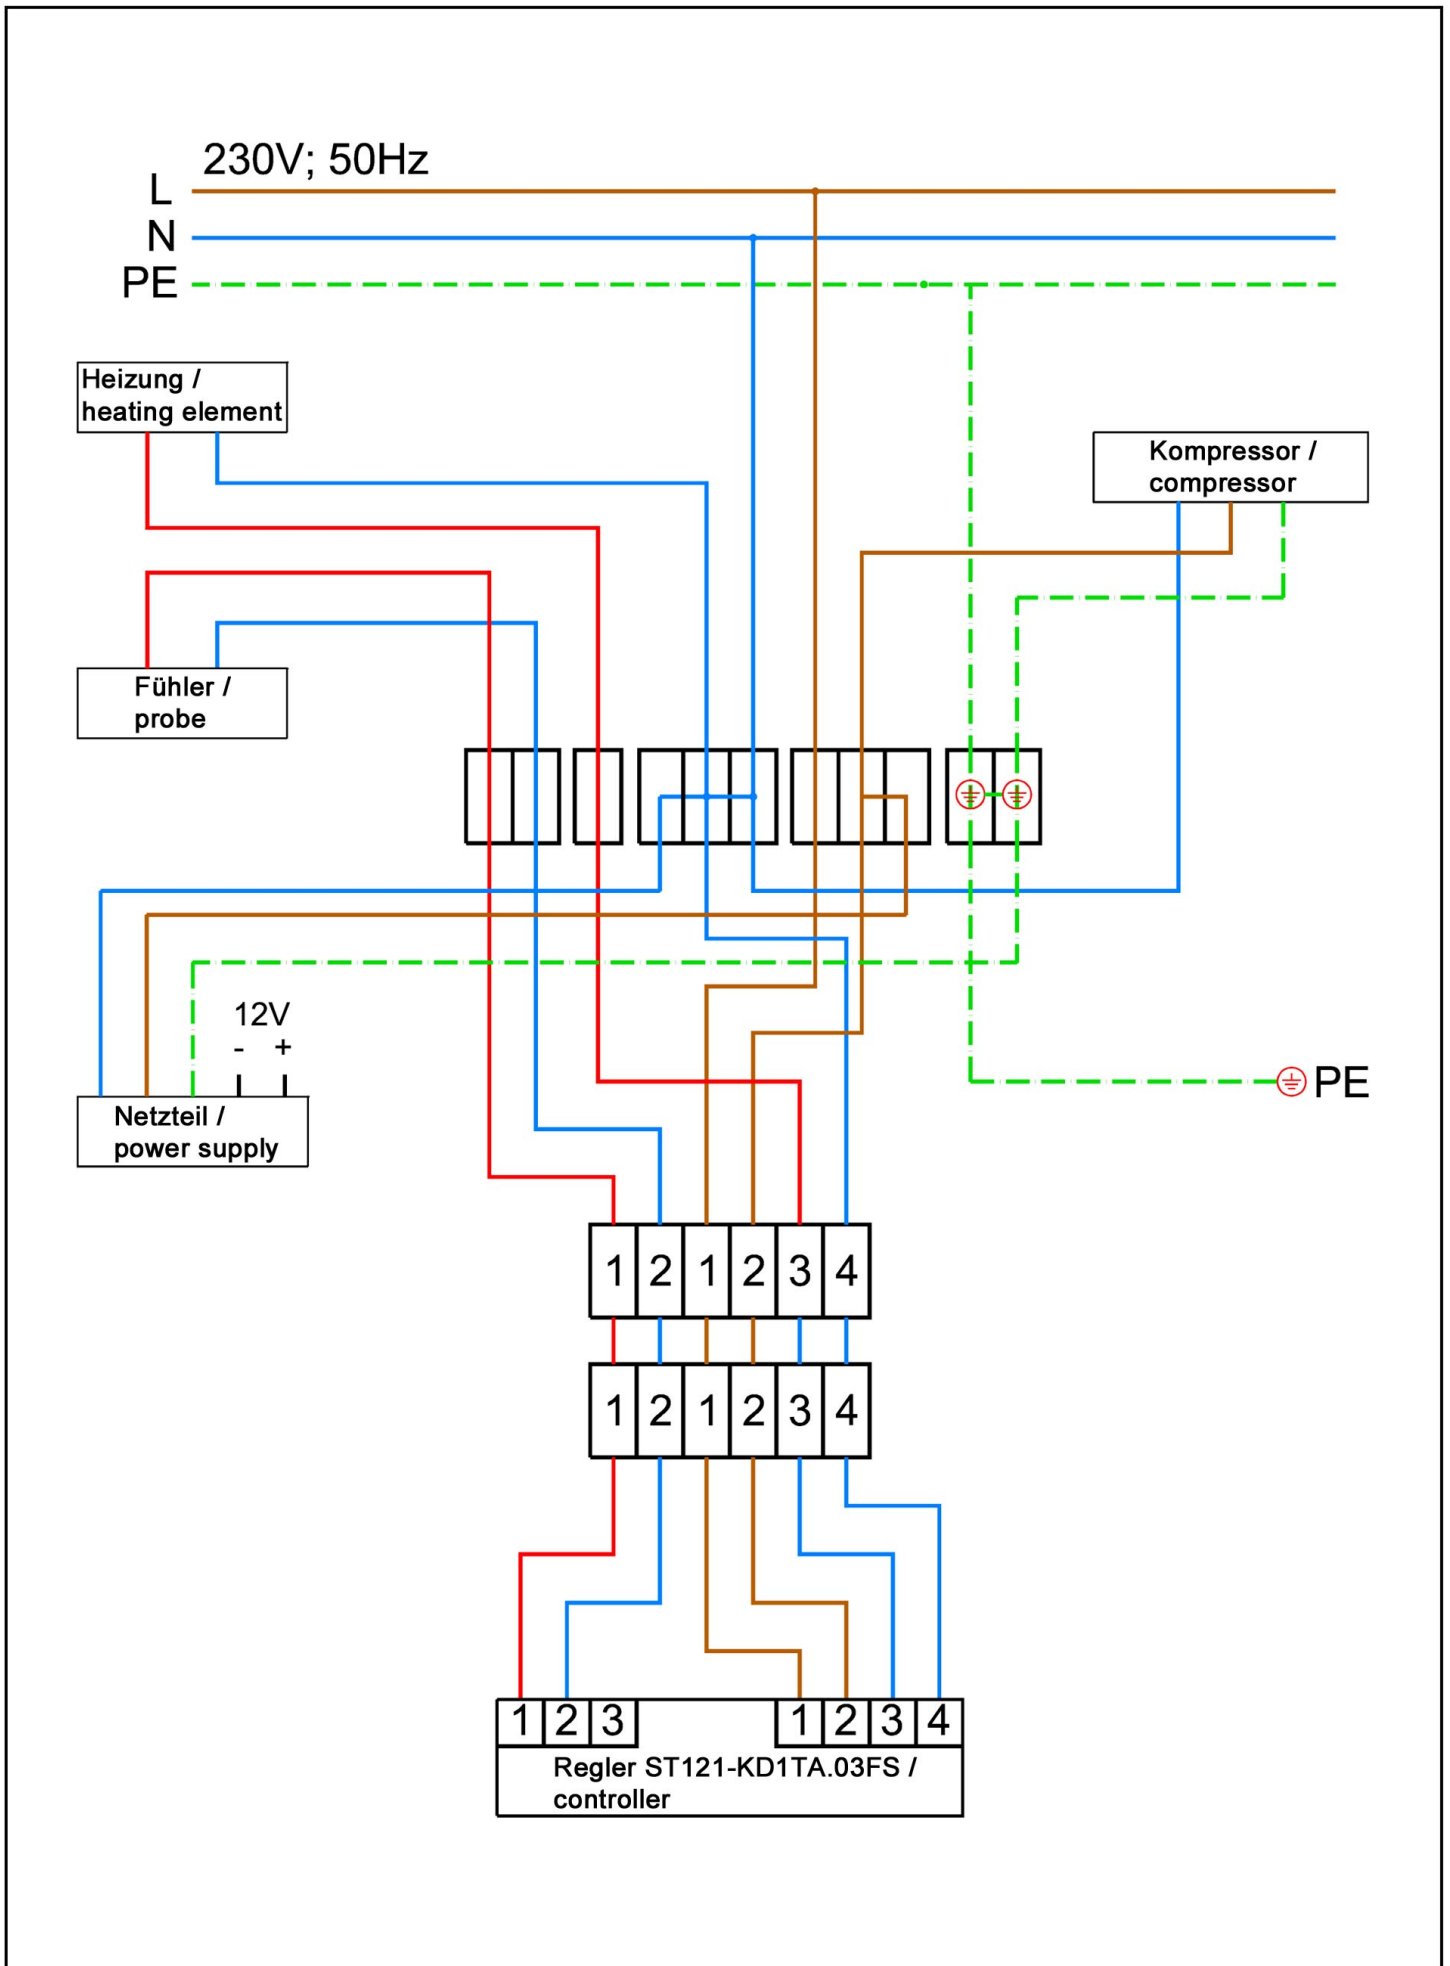 230V; 50Hz
L
N
PE
Heizung /
heating element
Kompressor /
compressor
Fühler /
probe
12V
- +
Netzteil /
power supply
PE
1 2 1 2 3 4
1 2 1 2 3 4
1 2 3 1 2 3 4
Regler ST121-KD1TA.03FS /
controller